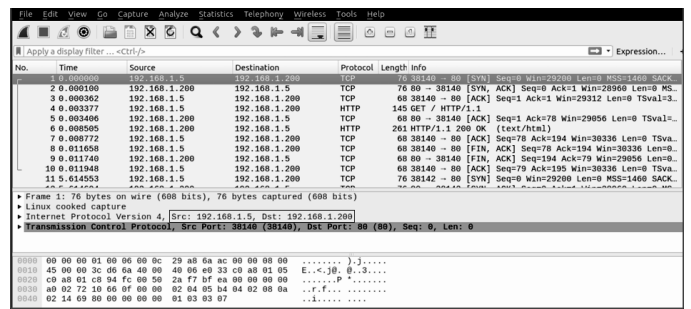 File Edit View Go Capture Analyze Statistics Telephony Wireless Tools Help
Apply a display filter ... <Ctrl-/>
Expression...
No. Time Source Destination Protocol Length Info
1 0.000000 192.168.1.5 192.168.1.200 TCP 76 38140 → 80 [SYN] Seq=0 Win=29200 Len=0 MSS=1460 SACK…
2 0.000100 192.168.1.200 192.168.1.5 TCP 76 80 → 38140 [SYN, ACK] Seq=0 Ack=1 Win=28960 Len=0 MS…
3 0.000362 192.168.1.5 192.168.1.200 TCP 68 38140 → 80 [ACK] Seq=1 Ack=1 Win=29312 Len=0 TSval=3…
4 0.003377 192.168.1.5 192.168.1.200 HTTP 145 GET / HTTP/1.1
5 0.003406 192.168.1.200 192.168.1.5 TCP 68 80 → 38140 [ACK] Seq=1 Ack=78 Win=29056 Len=0 TSval=…
6 0.008505 192.168.1.200 192.168.1.5 HTTP 261 HTTP/1.1 200 OK (text/html)
7 0.008772 192.168.1.5 192.168.1.200 TCP 68 38140 → 80 [ACK] Seq=78 Ack=194 Win=30336 Len=0 TSva…
8 0.011658 192.168.1.5 192.168.1.200 TCP 68 38140 → 80 [FIN, ACK] Seq=78 Ack=194 Win=30336 Len=0…
9 0.011740 192.168.1.200 192.168.1.5 TCP 68 80 → 38140 [FIN, ACK] Seq=194 Ack=79 Win=29056 Len=0…
10 0.011948 192.168.1.5 192.168.1.200 TCP 68 38140 → 80 [ACK] Seq=79 Ack=195 Win=30336 Len=0 TSva…
11 5.614553 192.168.1.5 192.168.1.200 TCP 76 38142 → 80 [SYN] Seq=0 Win=29200 Len=0 MSS=1460 SACK…
Frame 1: 76 bytes on wire (608 bits), 76 bytes captured (608 bits)
Linux cooked capture
Internet Protocol Version 4, Src: 192.168.1.5, Dst: 192.168.1.200
Transmission Control Protocol, Src Port: 38140 (38140), Dst Port: 80 (80), Seq: 0, Len: 0
0000 00 00 00 01 00 06 00 0c 29 a8 6a ac 00 00 08 00 ........ ).j.....
0010 45 00 00 3c d6 6a 40 00 40 06 e0 33 c0 a8 01 05 E..<.j@. @..3....
0020 c0 a8 01 c8 94 fc 00 50 2a f7 bf ea 00 00 00 00 .......P *.......
0030 a0 02 72 10 66 0f 00 00 02 04 05 b4 04 02 08 0a ..r.f... ........
0040 02 14 69 80 00 00 00 00 01 03 03 07 ..i..... ....